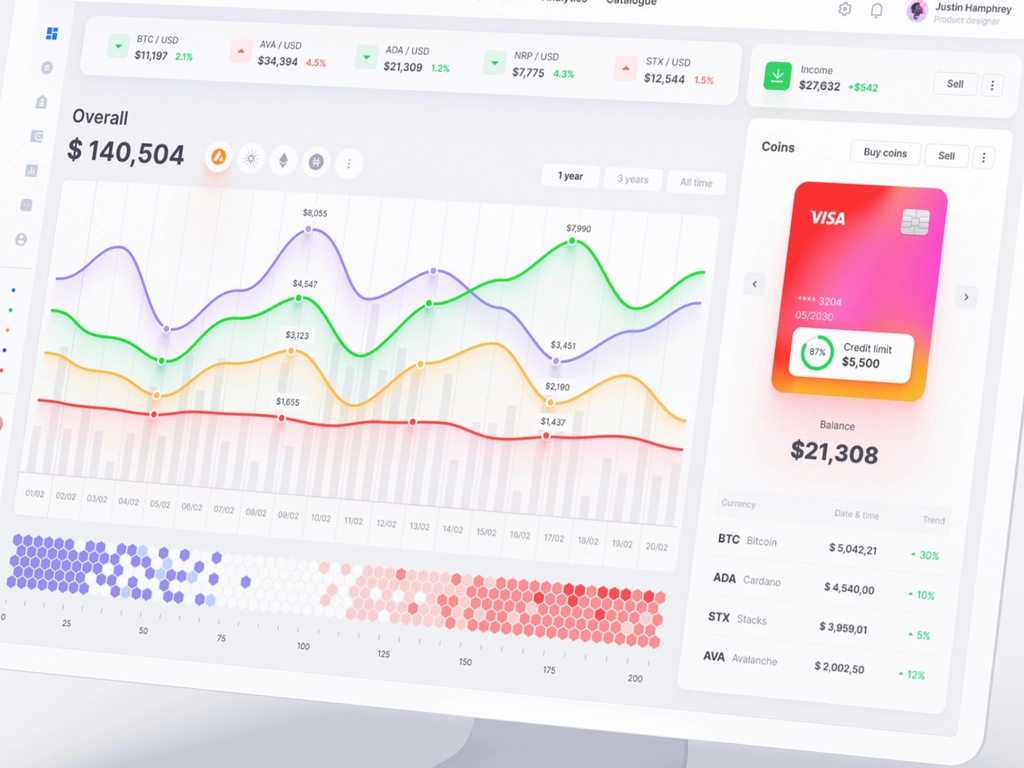 Analytics Catalogue
Justin Hamphrey
Product designer
BTC / USD
$11,197 2.1%
AVA / USD
$34,394 4.5%
ADA / USD
$21,309 1.2%
NRP / USD
$7,775 4.3%
STX / USD
$12,544 1.5%
Income
$27,632 +$542
Sell
Overall
$ 140,504
1 year
3 years
All time
$8,055
$7,990
$4,547
$3,123
$3,451
$2,190
$1,655
$1,437
01/02 02/02 03/02 04/02 05/02 06/02 07/02 08/02 09/02 10/02 11/02 12/02 13/02 14/02 15/02 16/02 17/02 18/02 19/02 20/02
0 25 50 75 100 125 150 175 200
Coins
Buy coins
Sell
VISA
•••• 3204
05/2030
87%
Credit limit
$5,500
Balance
$21,308
Currency Date & time Trend
BTC Bitcoin $ 5,042,21 30%
ADA Cardano $ 4,540,00 10%
STX Stacks $ 3,959,01 5%
AVA Avalanche $ 2,002,50 12%